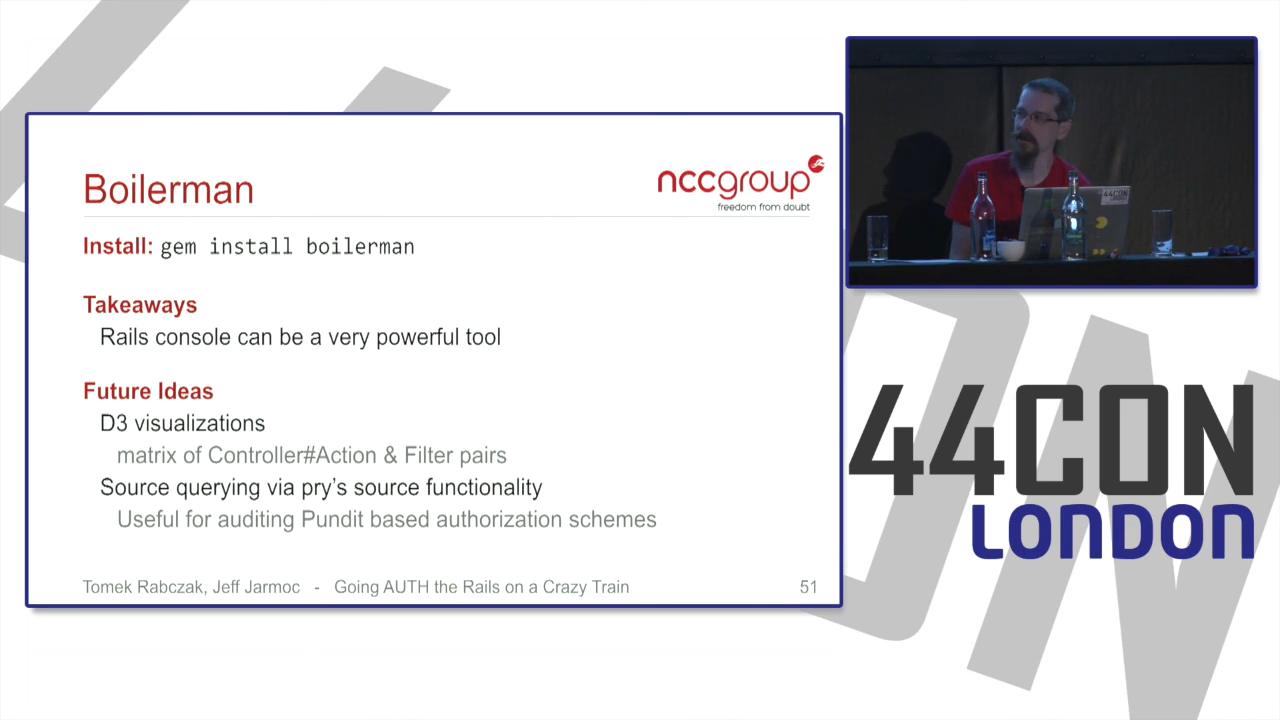 Boilerman
nccgroup
freedom from doubt
Install: gem install boilerman
Takeaways
Rails console can be a very powerful tool
Future Ideas
D3 visualizations
matrix of Controller#Action & Filter pairs
Source querying via pry's source functionality
Useful for auditing Pundit based authorization schemes
Tomek Rabczak, Jeff Jarmoc - Going AUTH the Rails on a Crazy Train 51
44CON
LONDON
44CON
LONDON